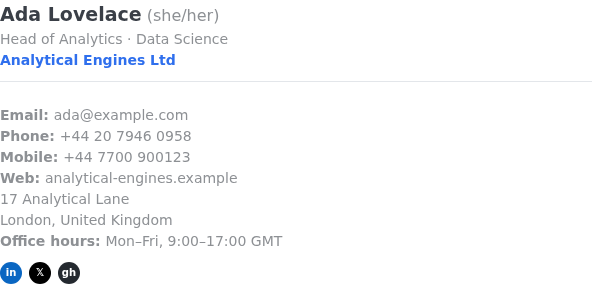 Ada Lovelace (she/her)
Head of Analytics · Data Science
Analytical Engines Ltd
Email: ada@example.com
Phone: +44 20 7946 0958
Mobile: +44 7700 900123
Web: analytical-engines.example
17 Analytical Lane
London, United Kingdom
Office hours: Mon–Fri, 9:00–17:00 GMT
in 𝕏 gh